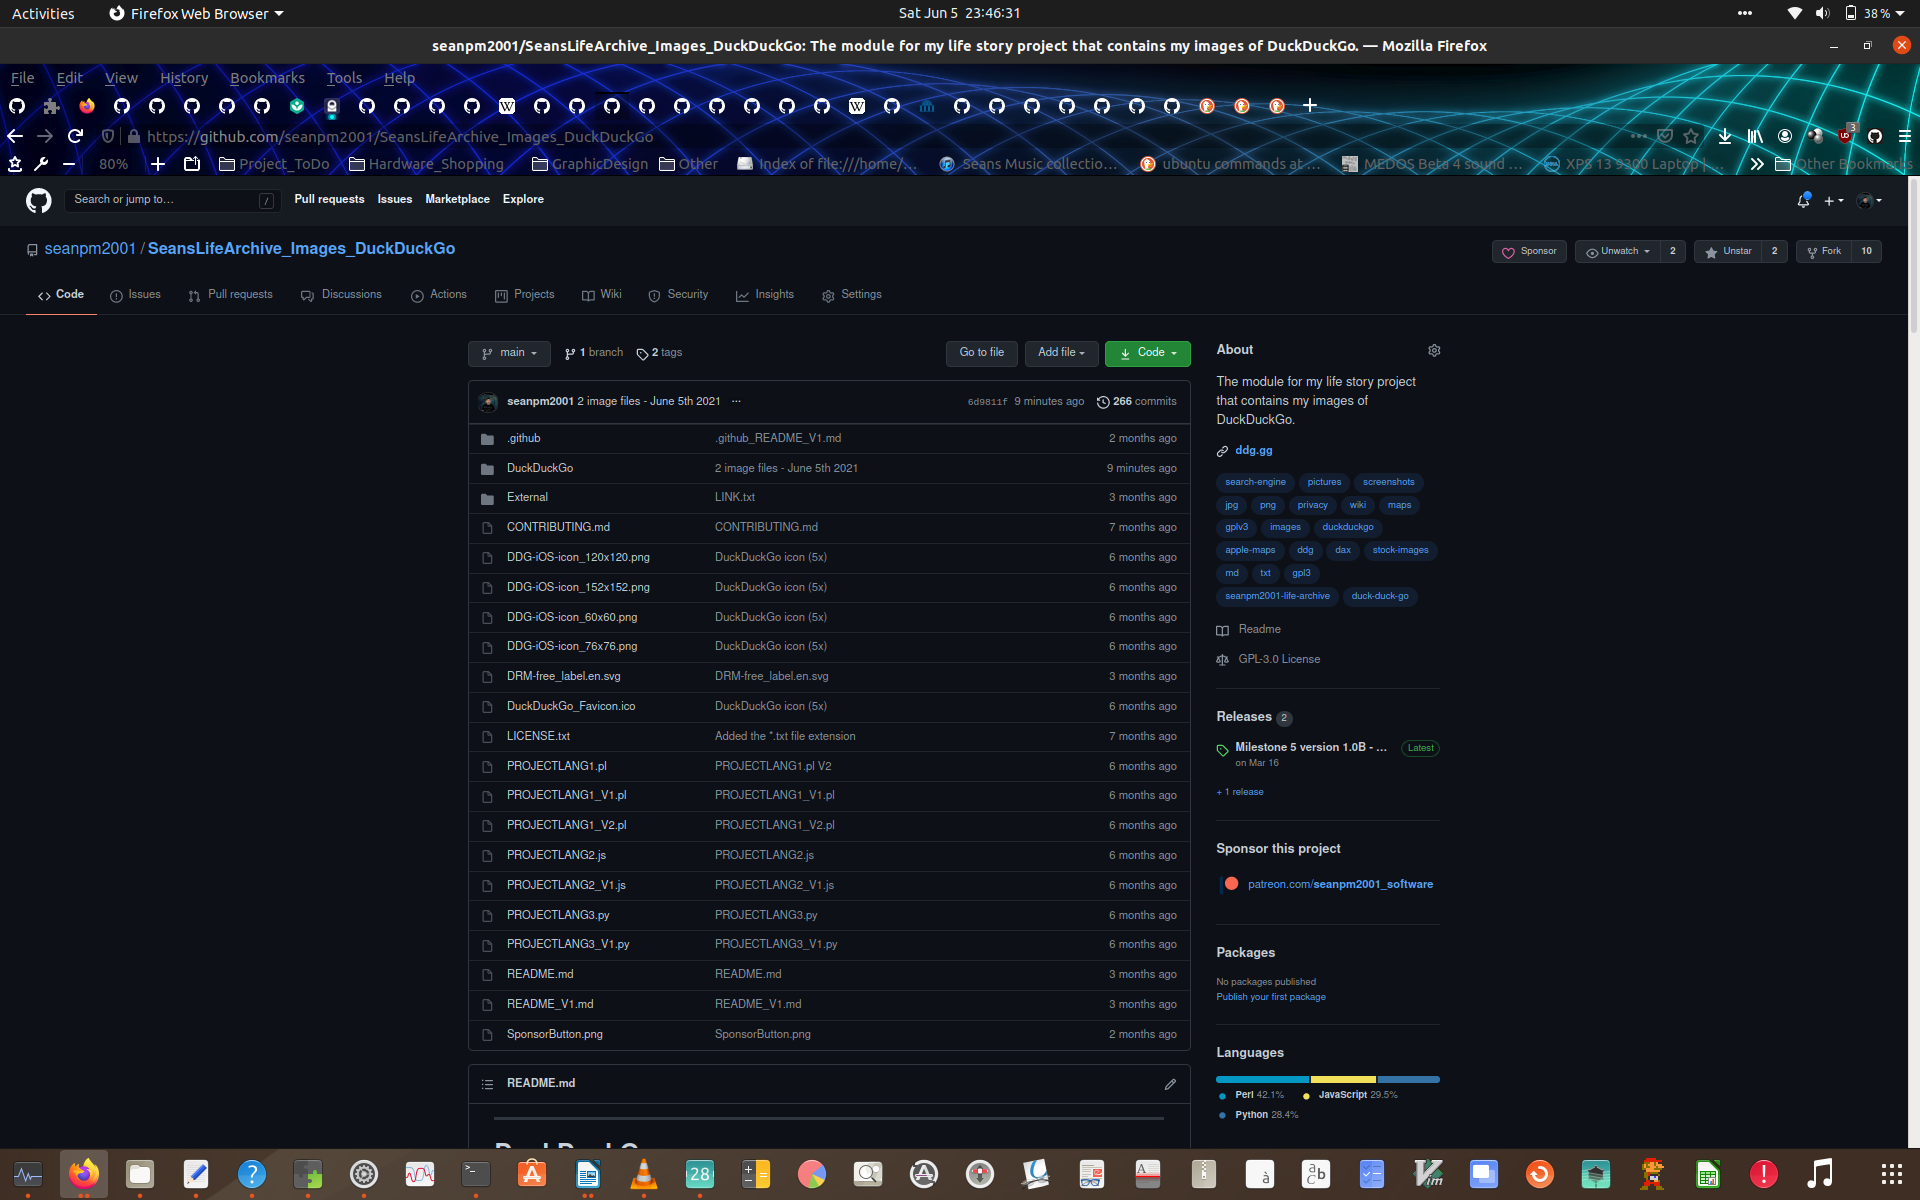 Activities
Firefox Web Browser
Sat Jun 5 23:46:31
38 %
seanpm2001/SeansLifeArchive_Images_DuckDuckGo: The module for my life story project that contains my images of DuckDuckGo. — Mozilla Firefox
File Edit View History Bookmarks Tools Help
https://github.com/seanpm2001/SeansLifeArchive_Images_DuckDuckGo
3
80%
Project_ToDo
Hardware_Shopping
GraphicDesign
Other
Index of file:///home/...
Seans Music collectio...
ubuntu commands at ...
MEDOS Beta 4 sound ...
XPS 13 9300 Laptop | ...
Other Bookmarks
Search or jump to...
/
Pull requests Issues Marketplace Explore
seanpm2001 / SeansLifeArchive_Images_DuckDuckGo
Sponsor
Unwatch 2
Unstar 2
Fork 10
Code
Issues
Pull requests
Discussions
Actions
Projects
Wiki
Security
Insights
Settings
main
1 branch
2 tags
Go to file
Add file
Code
seanpm2001 2 image files - June 5th 2021 ...
6d9811f 9 minutes ago
266 commits
.github .github_README_V1.md 2 months ago
DuckDuckGo 2 image files - June 5th 2021 9 minutes ago
External LINK.txt 3 months ago
CONTRIBUTING.md CONTRIBUTING.md 7 months ago
DDG-iOS-icon_120x120.png DuckDuckGo icon (5x) 6 months ago
DDG-iOS-icon_152x152.png DuckDuckGo icon (5x) 6 months ago
DDG-iOS-icon_60x60.png DuckDuckGo icon (5x) 6 months ago
DDG-iOS-icon_76x76.png DuckDuckGo icon (5x) 6 months ago
DRM-free_label.en.svg DRM-free_label.en.svg 3 months ago
DuckDuckGo_Favicon.ico DuckDuckGo icon (5x) 6 months ago
LICENSE.txt Added the *.txt file extension 7 months ago
PROJECTLANG1.pl PROJECTLANG1.pl V2 6 months ago
PROJECTLANG1_V1.pl PROJECTLANG1_V1.pl 6 months ago
PROJECTLANG1_V2.pl PROJECTLANG1_V2.pl 6 months ago
PROJECTLANG2.js PROJECTLANG2.js 6 months ago
PROJECTLANG2_V1.js PROJECTLANG2_V1.js 6 months ago
PROJECTLANG3.py PROJECTLANG3.py 6 months ago
PROJECTLANG3_V1.py PROJECTLANG3_V1.py 6 months ago
README.md README.md 3 months ago
README_V1.md README_V1.md 3 months ago
SponsorButton.png SponsorButton.png 2 months ago
README.md
About
The module for my life story project
that contains my images of
DuckDuckGo.
ddg.gg
search-engine pictures screenshots
jpg png privacy wiki maps
gplv3 images duckduckgo
apple-maps ddg dax stock-images
md txt gpl3
seanpm2001-life-archive duck-duck-go
Readme
GPL-3.0 License
Releases 2
Milestone 5 version 1.0B - ... Latest
on Mar 16
+ 1 release
Sponsor this project
patreon.com/seanpm2001_software
Packages
No packages published
Publish your first package
Languages
Perl 42.1% JavaScript 29.5%
Python 28.4%
28